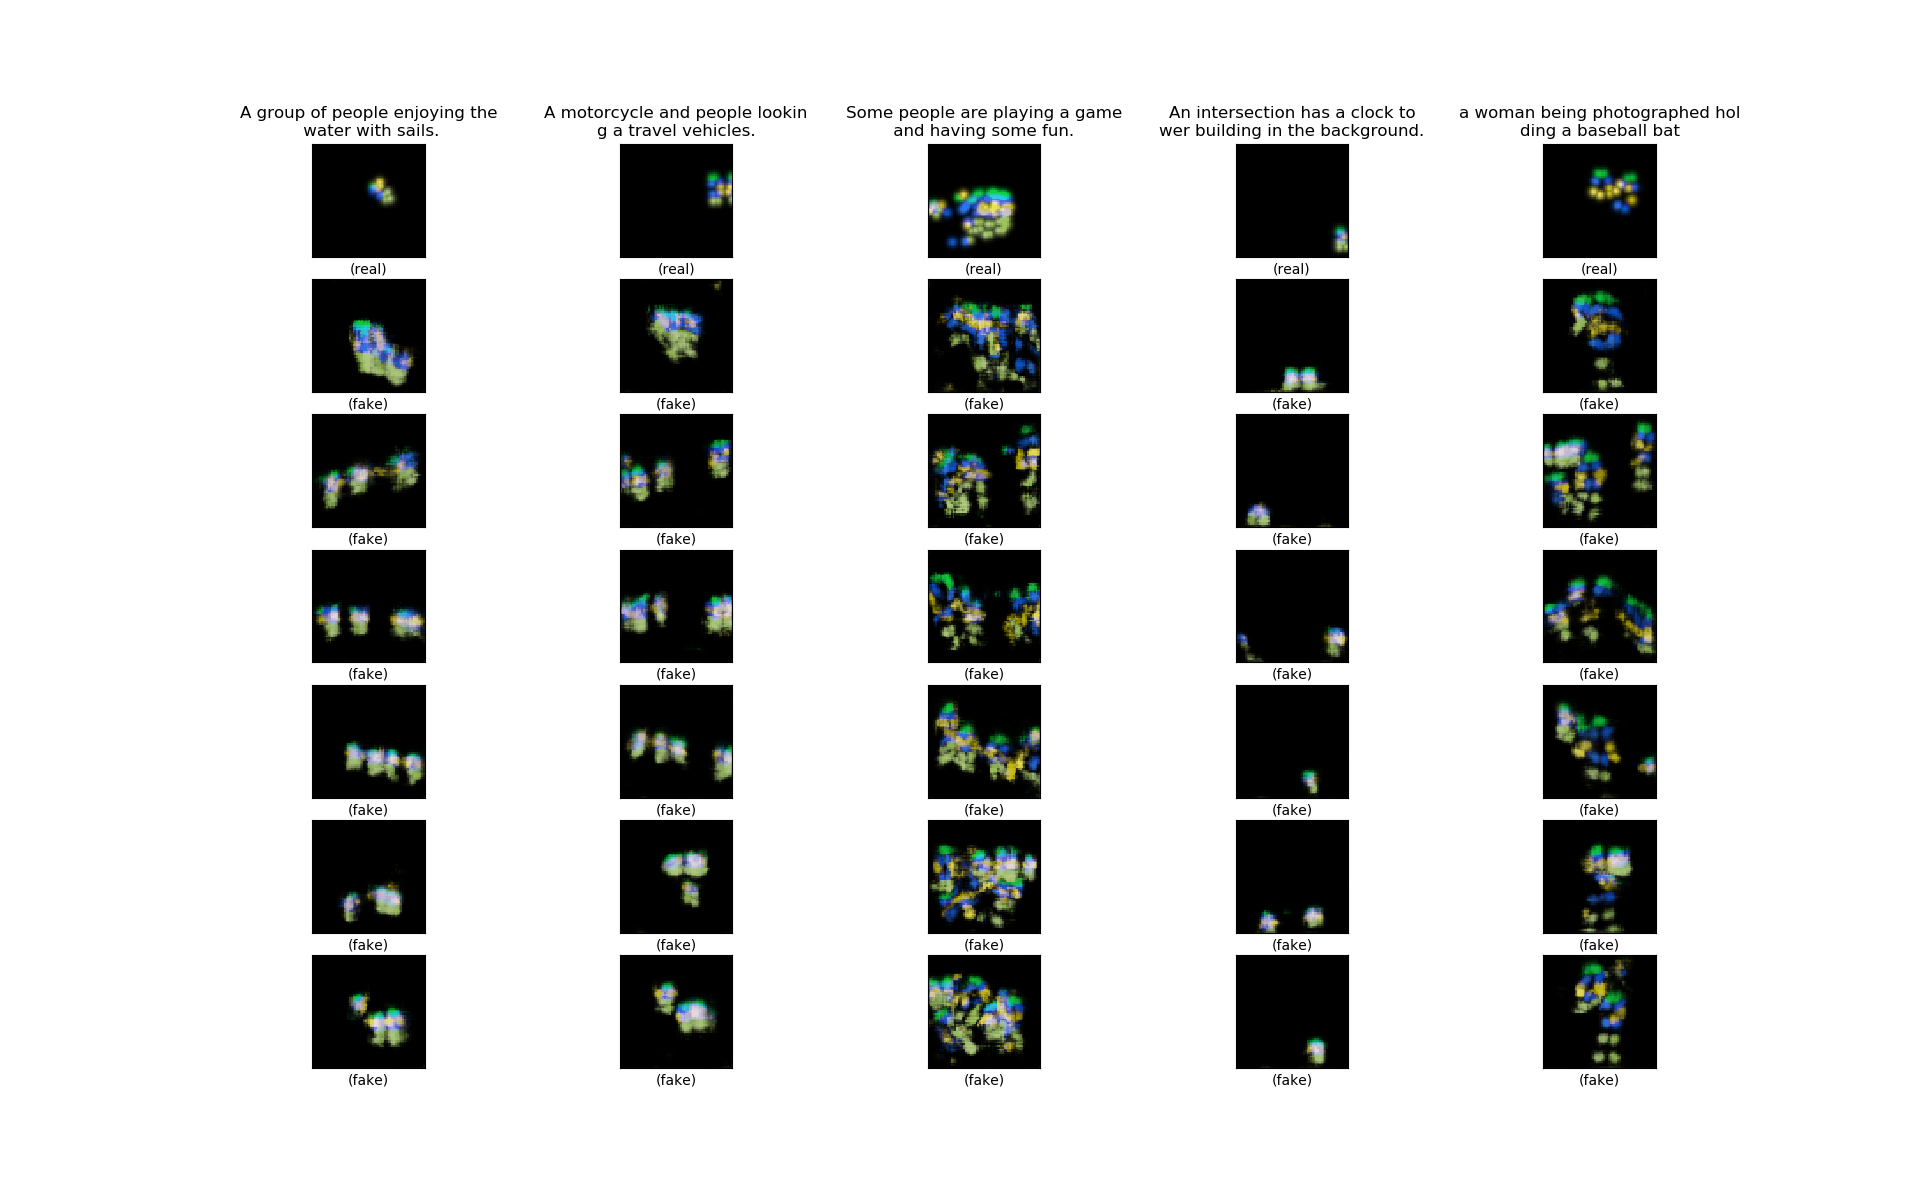 A group of people enjoying the
water with sails.
A motorcycle and people lookin
g a travel vehicles.
Some people are playing a game
and having some fun.
An intersection has a clock to
wer building in the background.
a woman being photographed hol
ding a baseball bat
(real) (real) (real) (real) (real)
(fake) (fake) (fake) (fake) (fake)
(fake) (fake) (fake) (fake) (fake)
(fake) (fake) (fake) (fake) (fake)
(fake) (fake) (fake) (fake) (fake)
(fake) (fake) (fake) (fake) (fake)
(fake) (fake) (fake) (fake) (fake)